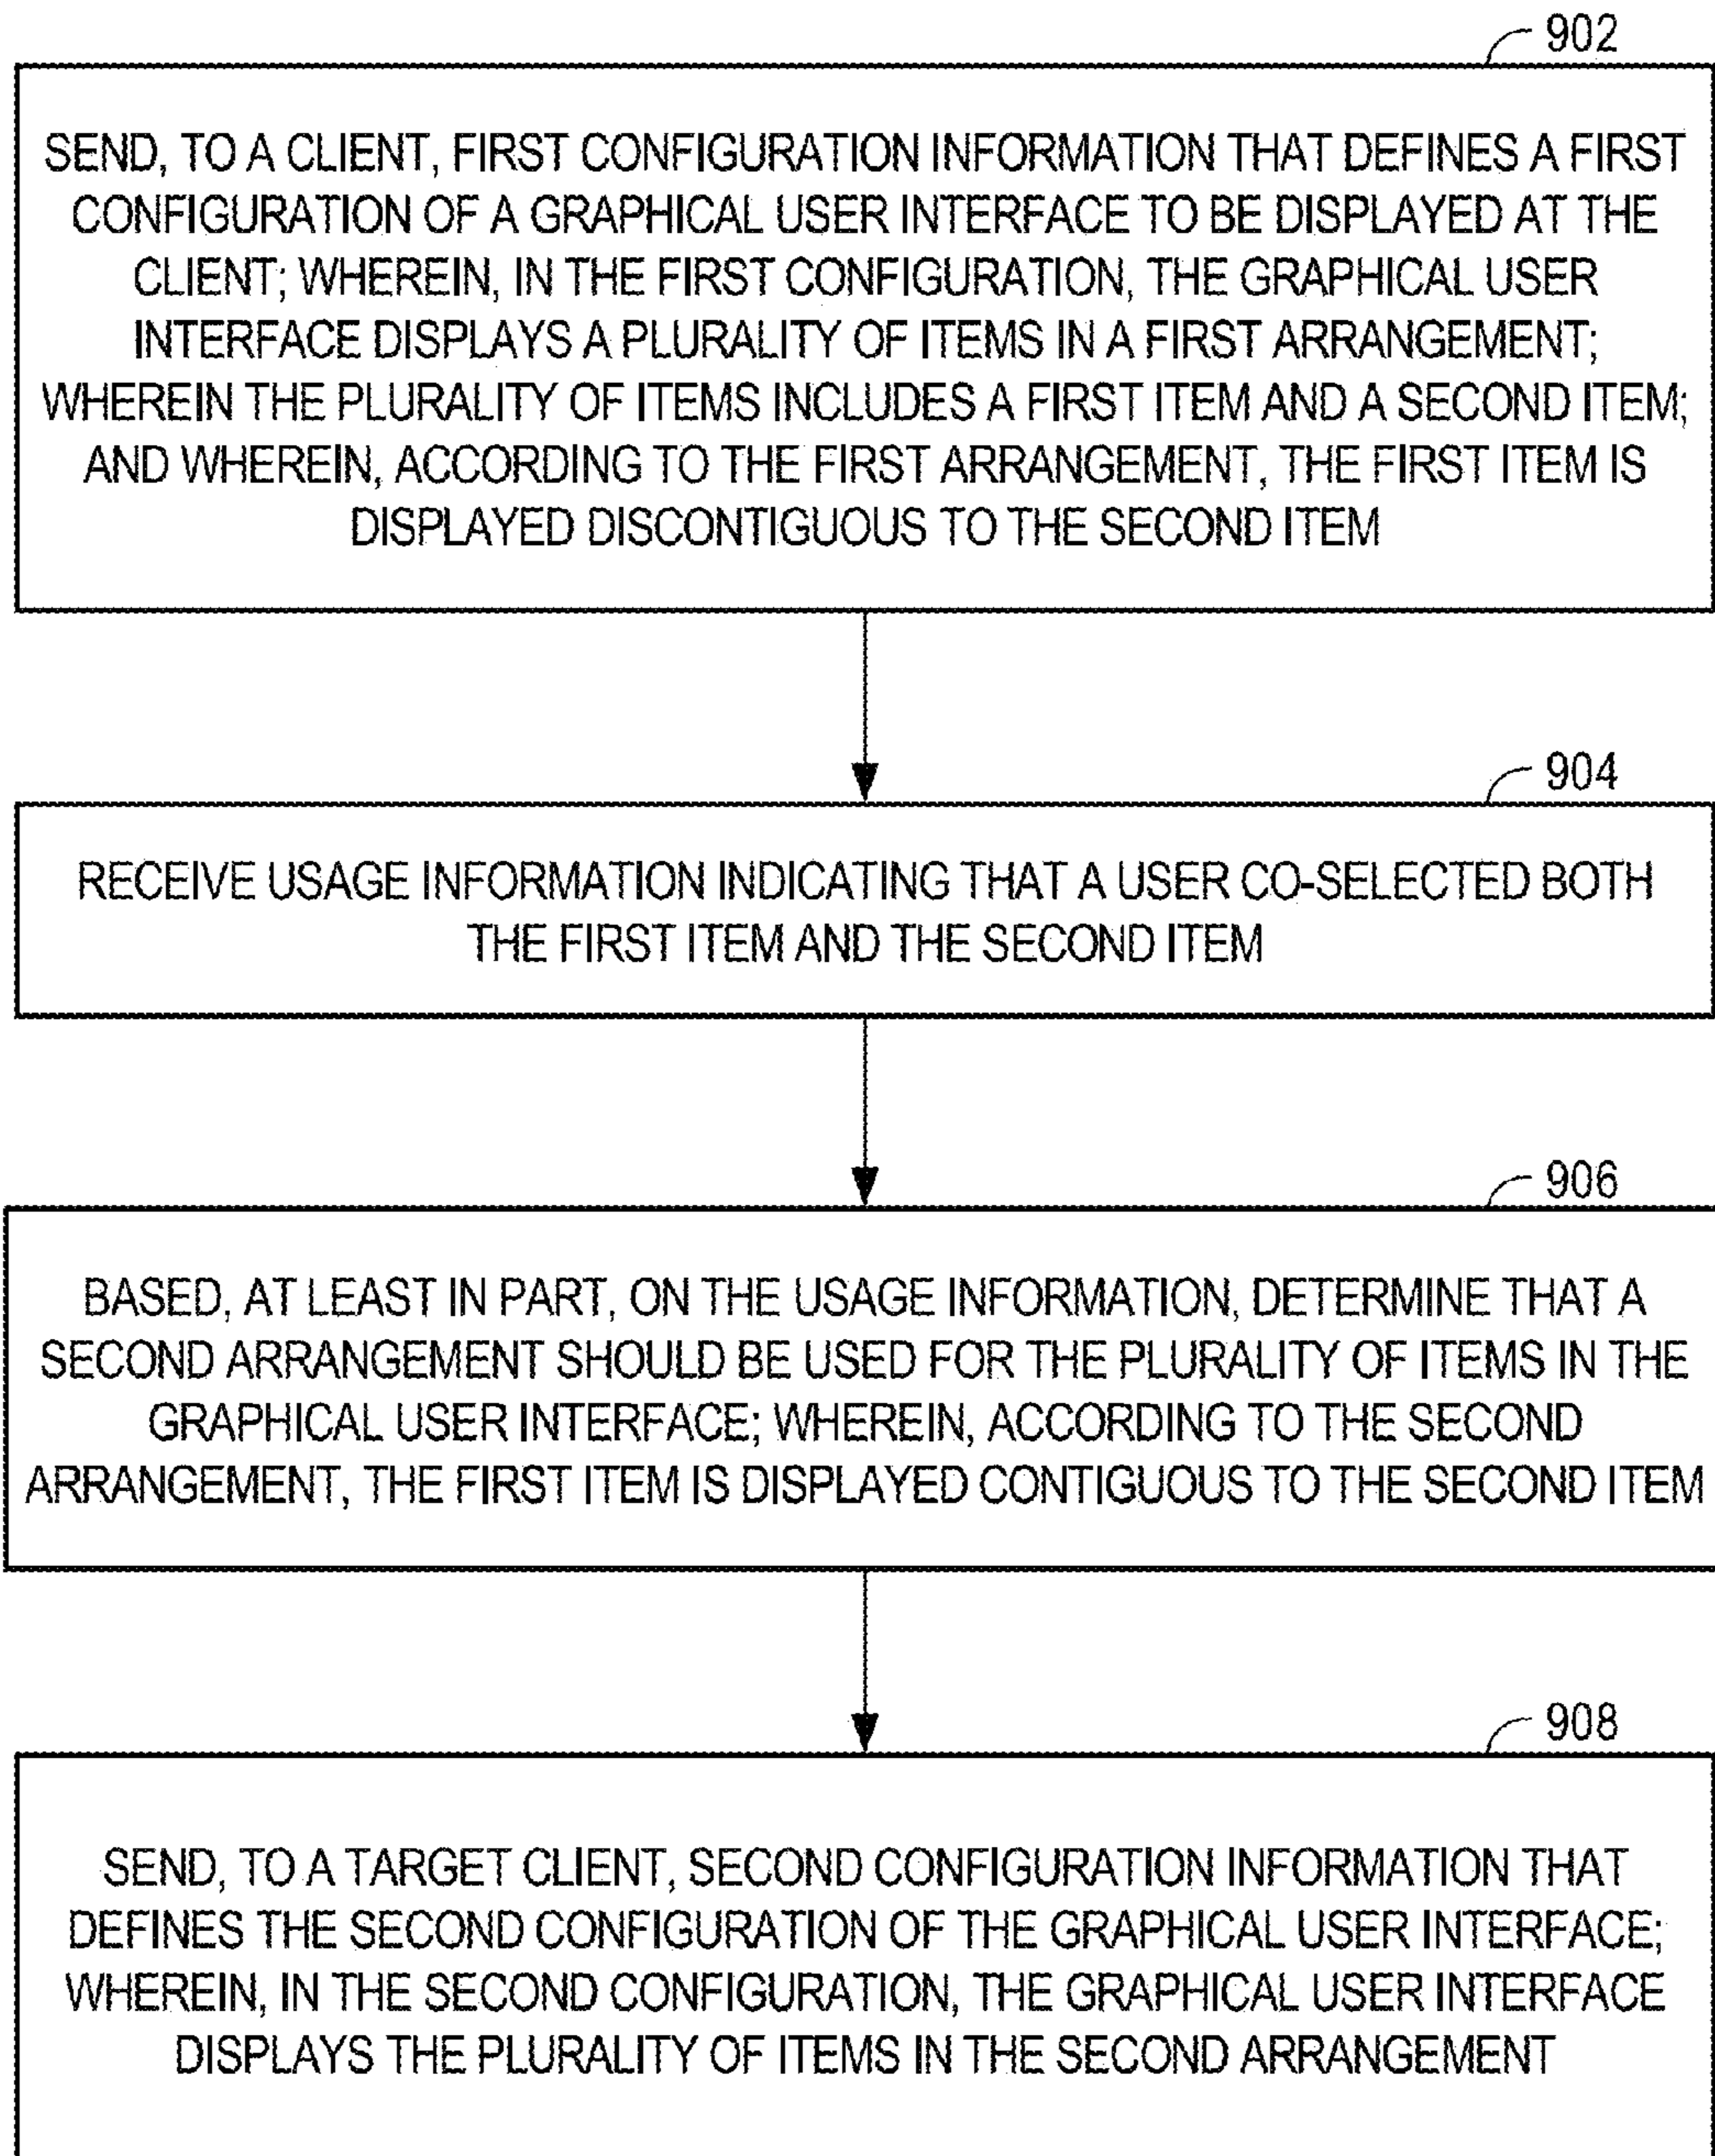 902
SEND, TO A CLIENT, FIRST CONFIGURATION INFORMATION THAT DEFINES A FIRST
CONFIGURATION OF A GRAPHICAL USER INTERFACE TO BE DISPLAYED AT THE
CLIENT; WHEREIN, IN THE FIRST CONFIGURATION, THE GRAPHICAL USER
INTERFACE DISPLAYS A PLURALITY OF ITEMS IN A FIRST ARRANGEMENT;
WHEREIN THE PLURALITY OF ITEMS INCLUDES A FIRST ITEM AND A SECOND ITEM;
AND WHEREIN, ACCORDING TO THE FIRST ARRANGEMENT, THE FIRST ITEM IS
DISPLAYED DISCONTIGUOUS TO THE SECOND ITEM
904
RECEIVE USAGE INFORMATION INDICATING THAT A USER CO-SELECTED BOTH
THE FIRST ITEM AND THE SECOND ITEM
906
BASED, AT LEAST IN PART, ON THE USAGE INFORMATION, DETERMINE THAT A
SECOND ARRANGEMENT SHOULD BE USED FOR THE PLURALITY OF ITEMS IN THE
GRAPHICAL USER INTERFACE; WHEREIN, ACCORDING TO THE SECOND
ARRANGEMENT, THE FIRST ITEM IS DISPLAYED CONTIGUOUS TO THE SECOND ITEM
908
SEND, TO A TARGET CLIENT, SECOND CONFIGURATION INFORMATION THAT
DEFINES THE SECOND CONFIGURATION OF THE GRAPHICAL USER INTERFACE;
WHEREIN, IN THE SECOND CONFIGURATION, THE GRAPHICAL USER INTERFACE
DISPLAYS THE PLURALITY OF ITEMS IN THE SECOND ARRANGEMENT